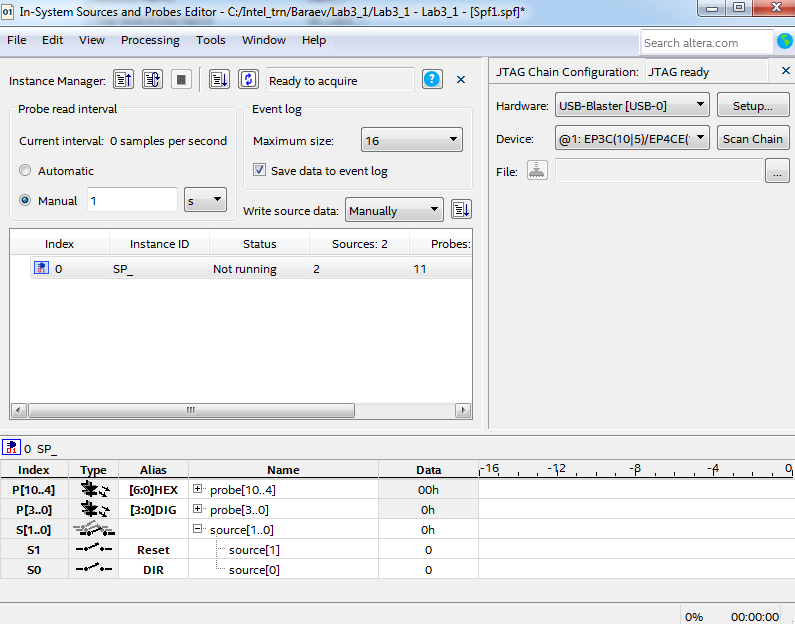 In-System Sources and Probes Editor - C:/Intel_trn/Baraev/Lab3_1/Lab3_1 - Lab3_1 - [Spf1.spf]*
File Edit View Processing Tools Window Help
Search altera.com
Instance Manager: Ready to acquire
Probe read interval
Current interval: 0 samples per second
Automatic
Manual 1 s
Event log
Maximum size: 16
Save data to event log
Write source data: Manually
JTAG Chain Configuration: JTAG ready
Hardware: USB-Blaster [USB-0] Setup...
Device: @1: EP3C(10|5)/EP4CE( Scan Chain
File: ...
Index Instance ID Status Sources: 2 Probes:
0 SP_ Not running 2 11
0 SP_
Index Type Alias Name Data -16 -12 -8 -4 0
P[10..4] [6:0]HEX probe[10..4] 00h
P[3..0] [3:0]DIG probe[3..0] 0h
S[1..0] source[1..0] 0h
S1 Reset source[1] 0
S0 DIR source[0] 0
0% 00:00:00